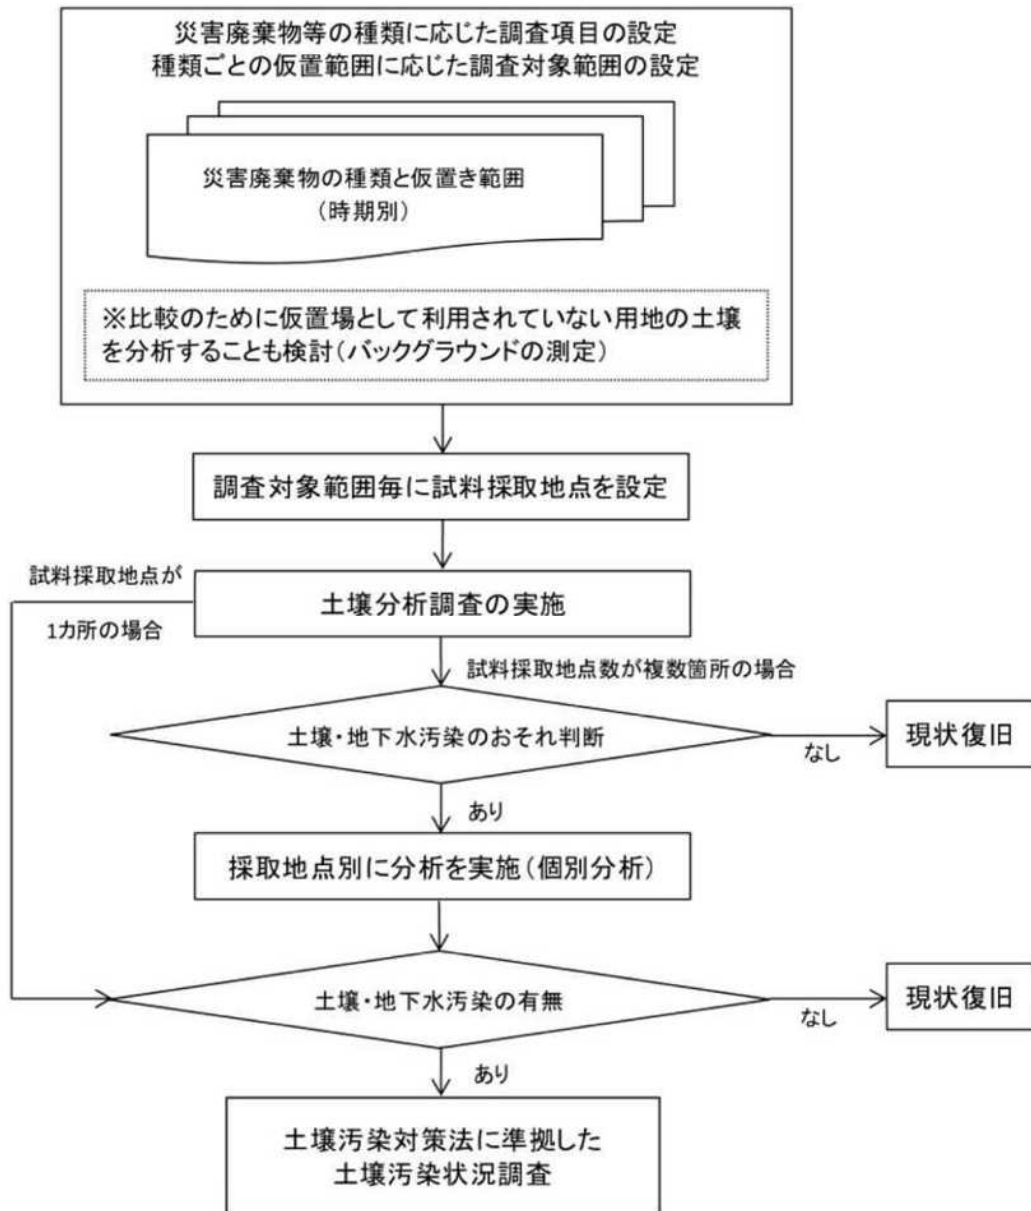 災害廃棄物等の種類に応じた調査項目の設定
種類ごとの仮置範囲に応じた調査対象範囲の設定
災害廃棄物の種類と仮置き範囲
（時期別）
※比較のために仮置場として利用されていない用地の土壌
を分析することも検討（バックグラウンドの測定）
調査対象範囲毎に試料採取地点を設定
試料採取地点が
1カ所の場合
土壌分析調査の実施
試料採取地点数が複数箇所の場合
土壌・地下水汚染のおそれ判断
なし
現状復旧
あり
採取地点別に分析を実施（個別分析）
土壌・地下水汚染の有無
なし
現状復旧
あり
土壌汚染対策法に準拠した
土壌汚染状況調査